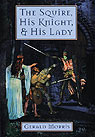 THE SQUIRE,
HIS KNIGHT,
& HIS LADY
GERALD MORRIS